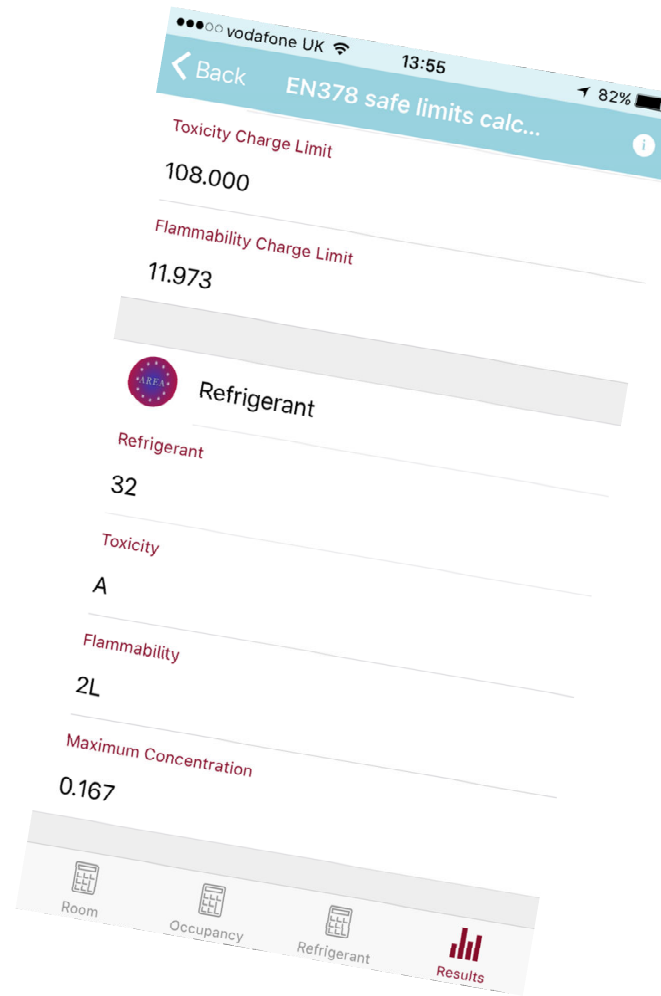 vodafone UK 13:55 82%
Back EN378 safe limits calc...
Toxicity Charge Limit
108.000
Flammability Charge Limit
11.973
AREA
Refrigerant
Refrigerant
32
Toxicity
A
Flammability
2L
Maximum Concentration
0.167
Room Occupancy Refrigerant Results